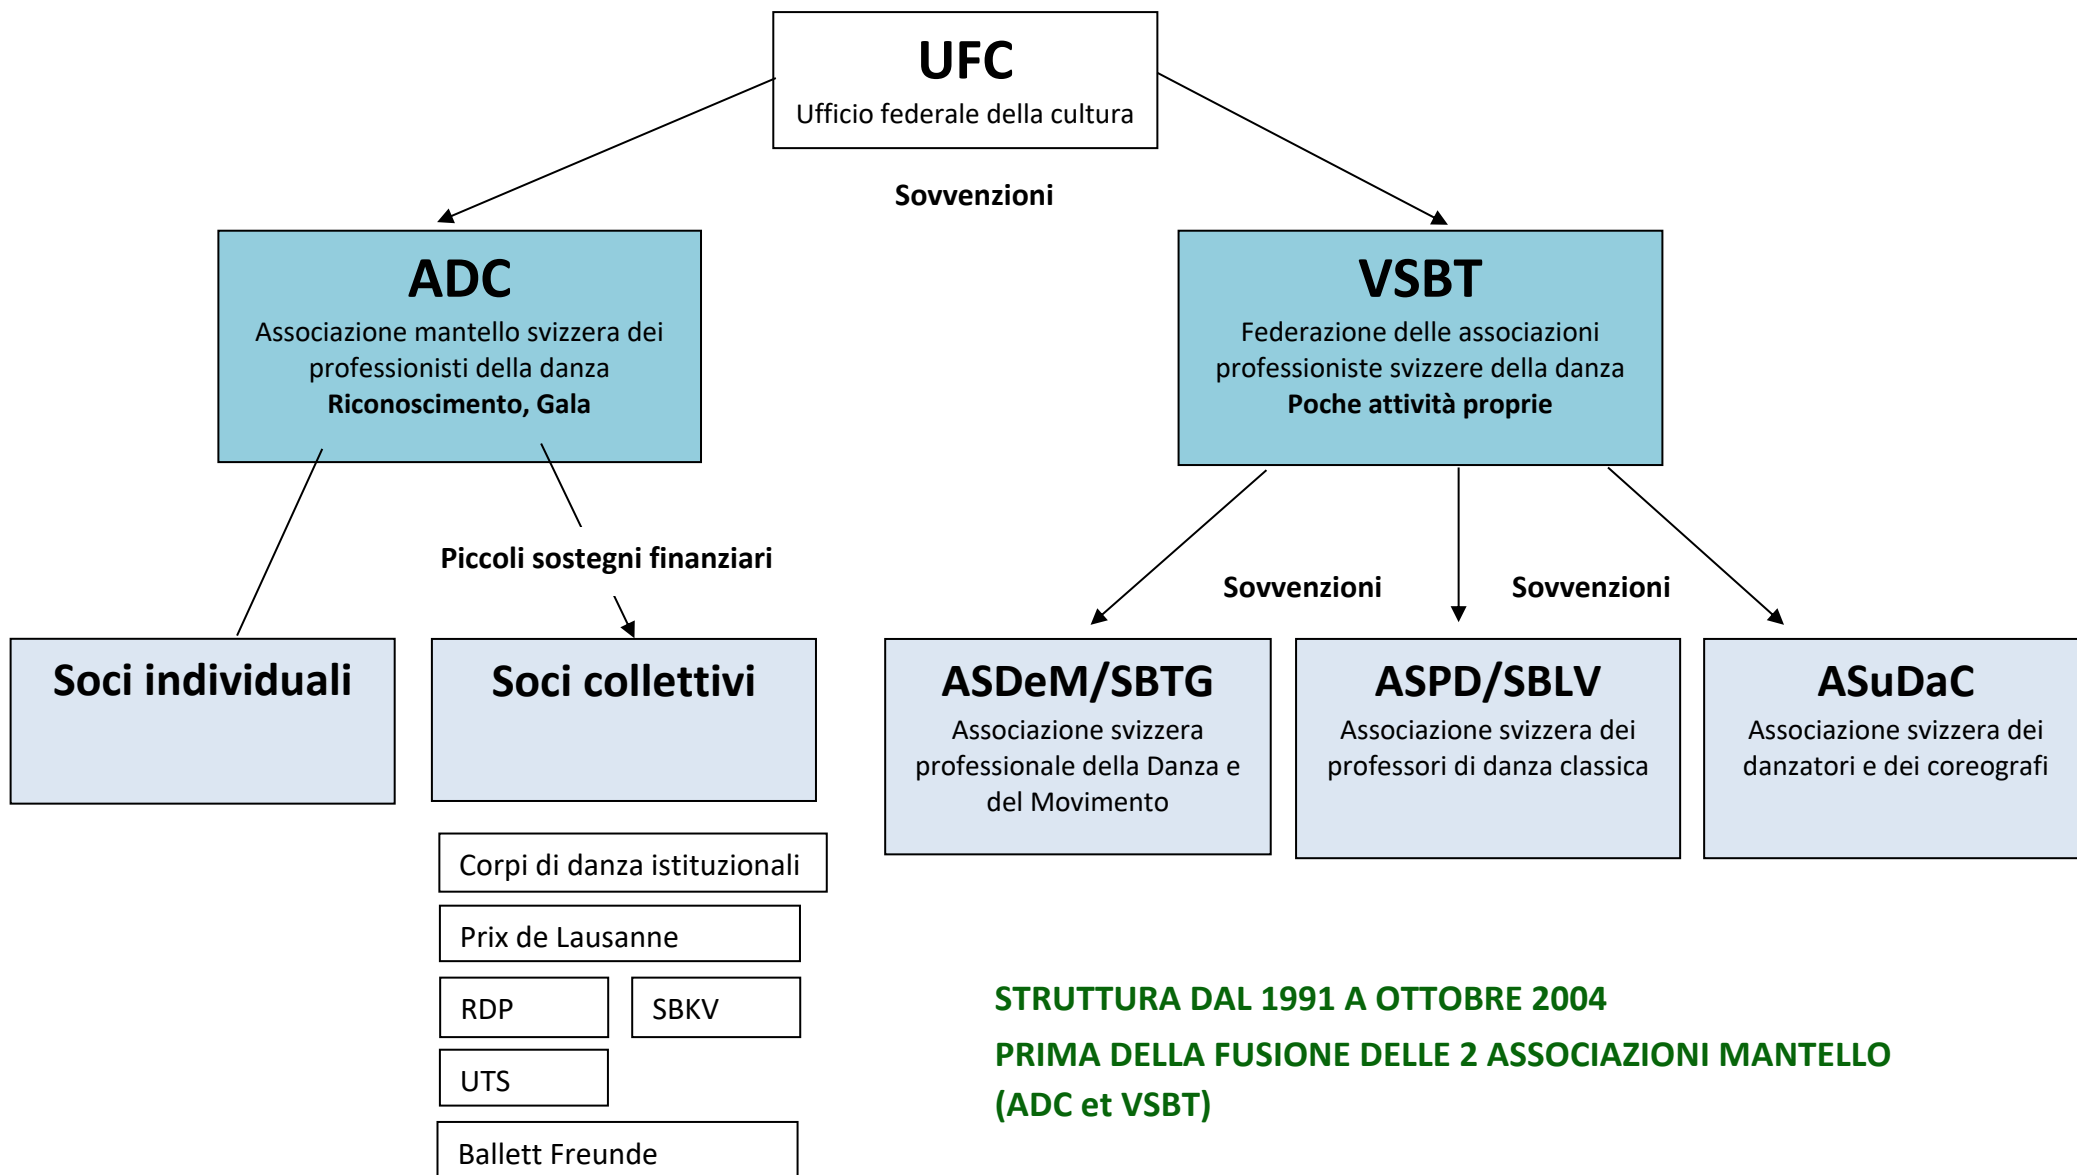 UFC
Ufficio federale della cultura
Sovvenzioni
ADC
Associazione mantello svizzera dei
professionisti della danza
Riconoscimento, Gala
VSBT
Federazione delle associazioni
professioniste svizzere della danza
Poche attività proprie
Piccoli sostegni finanziari
Sovvenzioni
Sovvenzioni
Soci individuali
Soci collettivi
ASDeM/SBTG
Associazione svizzera
professionale della Danza e
del Movimento
ASPD/SBLV
Associazione svizzera dei
professori di danza classica
ASuDaC
Associazione svizzera dei
danzatori e dei coreografi
Corpi di danza istituzionali
Prix de Lausanne
RDP
SBKV
UTS
Ballett Freunde
STRUTTURA DAL 1991 A OTTOBRE 2004
PRIMA DELLA FUSIONE DELLE 2 ASSOCIAZIONI MANTELLO
(ADC et VSBT)